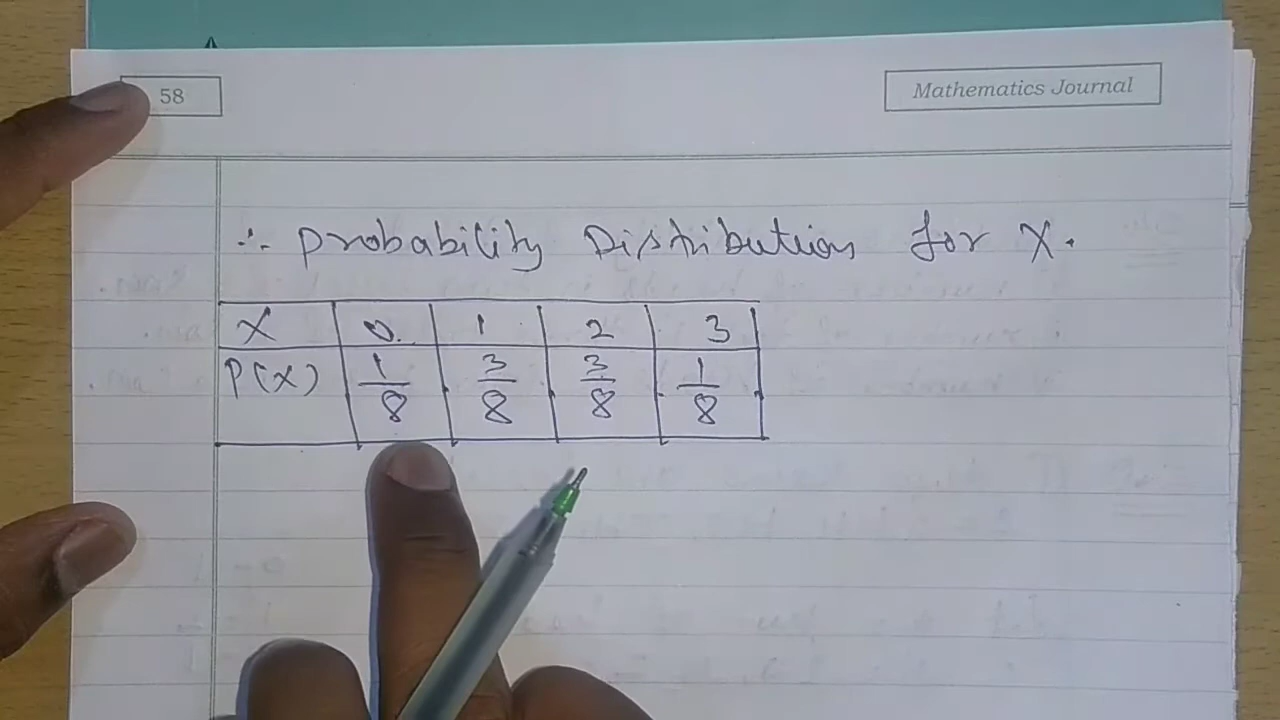 58 Mathematics Journal
∴ Probability Distribution for X.
X 0 1 2 3
P(X) 1/8 3/8 3/8 1/8